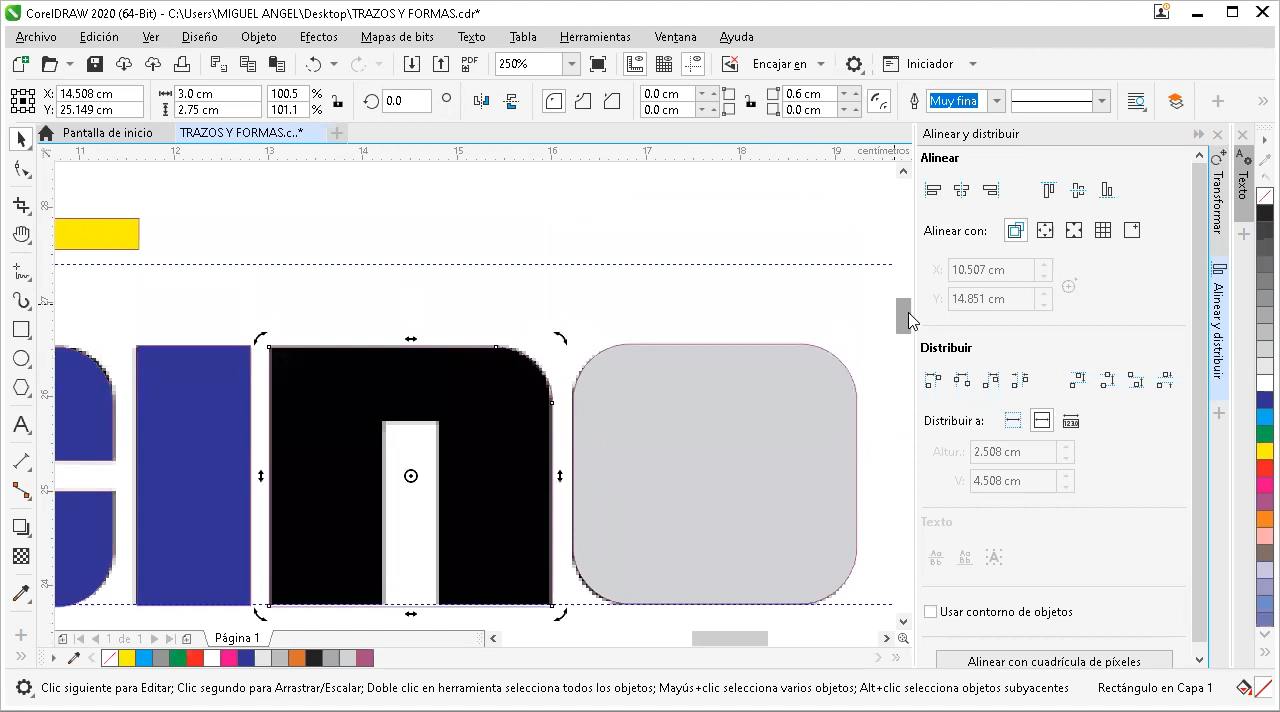 CorelDRAW 2020 (64-Bit) - C:\Users\MIGUEL ANGEL\Desktop\TRAZOS Y FORMAS.cdr*
Archivo Edición Ver Diseño Objeto Efectos Mapas de bits Texto Tabla Herramientas Ventana Ayuda
PDF 250% Encajar en Iniciador
X: 14.508 cm 3.0 cm 100.5 % 0.0 0.0 cm 0.6 cm Muy fina
Y: 25.149 cm 2.75 cm 101.1 % 0.0 cm 0.0 cm
Pantalla de inicio TRAZOS Y FORMAS.c...*
11 12 13 14 15 16 17 18 19 centímetros
28
27
26
25
24
Alinear y distribuir
Alinear
Alinear con:
X: 10.507 cm
Y: 14.851 cm
Distribuir
Distribuir a:
Altur.: 2.508 cm
V: 4.508 cm
Texto
Usar contorno de objetos
Alinear con cuadrícula de píxeles
Transformar
Alinear y distribuir
Texto
1 de 1 Página 1
Clic siguiente para Editar; Clic segundo para Arrastrar/Escalar; Doble clic en herramienta selecciona todos los objetos; Mayús+clic selecciona varios objetos; Alt+clic selecciona objetos subyacentes Rectángulo en Capa 1